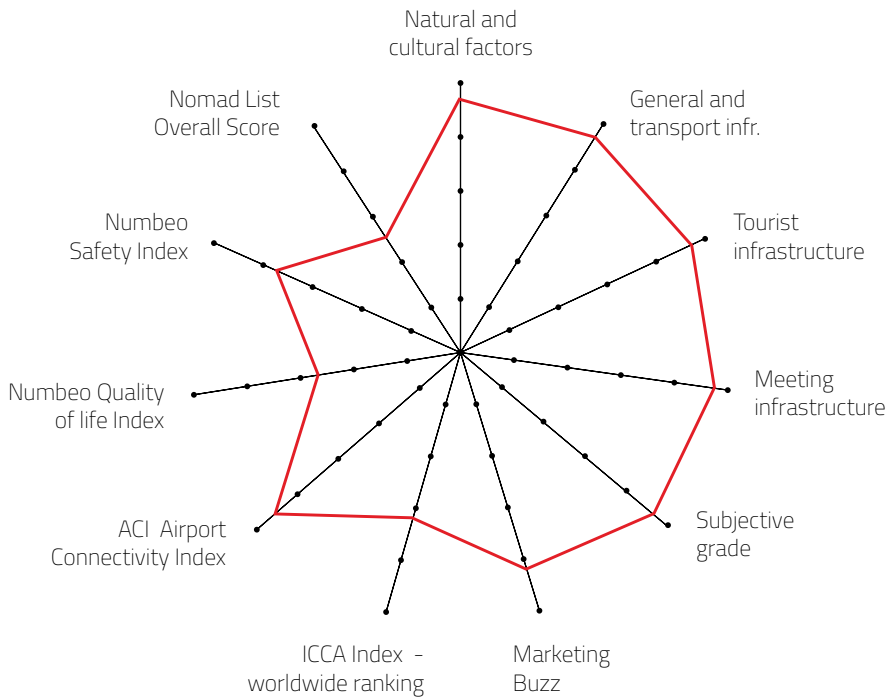 Natural and
cultural factors
General and
transport infr.
Tourist
infrastructure
Meeting
infrastructure
Subjective
grade
Marketing
Buzz
ICCA Index -
worldwide ranking
ACI Airport
Connectivity Index
Numbeo Quality
of life Index
Numbeo
Safety Index
Nomad List
Overall Score